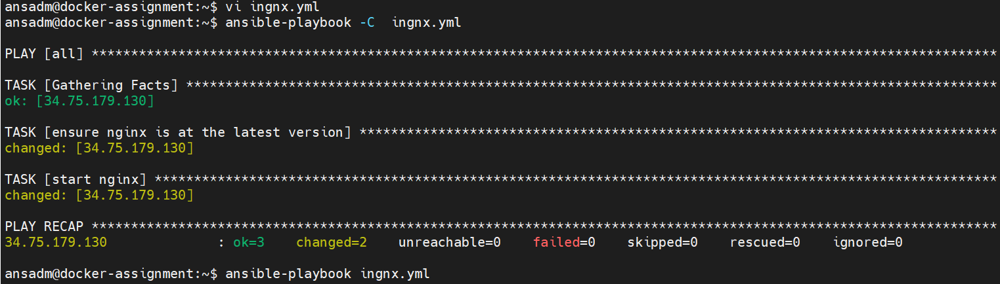 ansadm@docker-assignment:~$ vi ingnx.yml
ansadm@docker-assignment:~$ ansible-playbook -C  ingnx.yml
PLAY [all] *******************************************************************************************************************
TASK [Gathering Facts] *******************************************************************************************************
ok: [34.75.179.130]
TASK [ensure nginx is at the latest version] *********************************************************************************
changed: [34.75.179.130]
TASK [start nginx] ***********************************************************************************************************
changed: [34.75.179.130]
PLAY RECAP *******************************************************************************************************************
34.75.179.130              : ok=3    changed=2    unreachable=0    failed=0    skipped=0    rescued=0    ignored=0
ansadm@docker-assignment:~$ ansible-playbook ingnx.yml